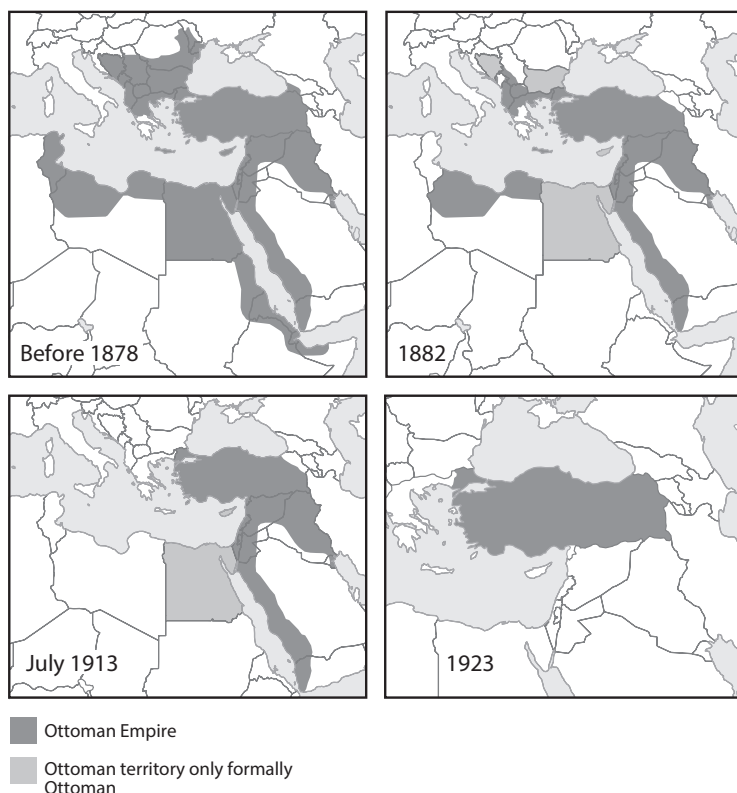 Before 1878
1882
July 1913
1923
Ottoman Empire
Ottoman territory only formally
Ottoman